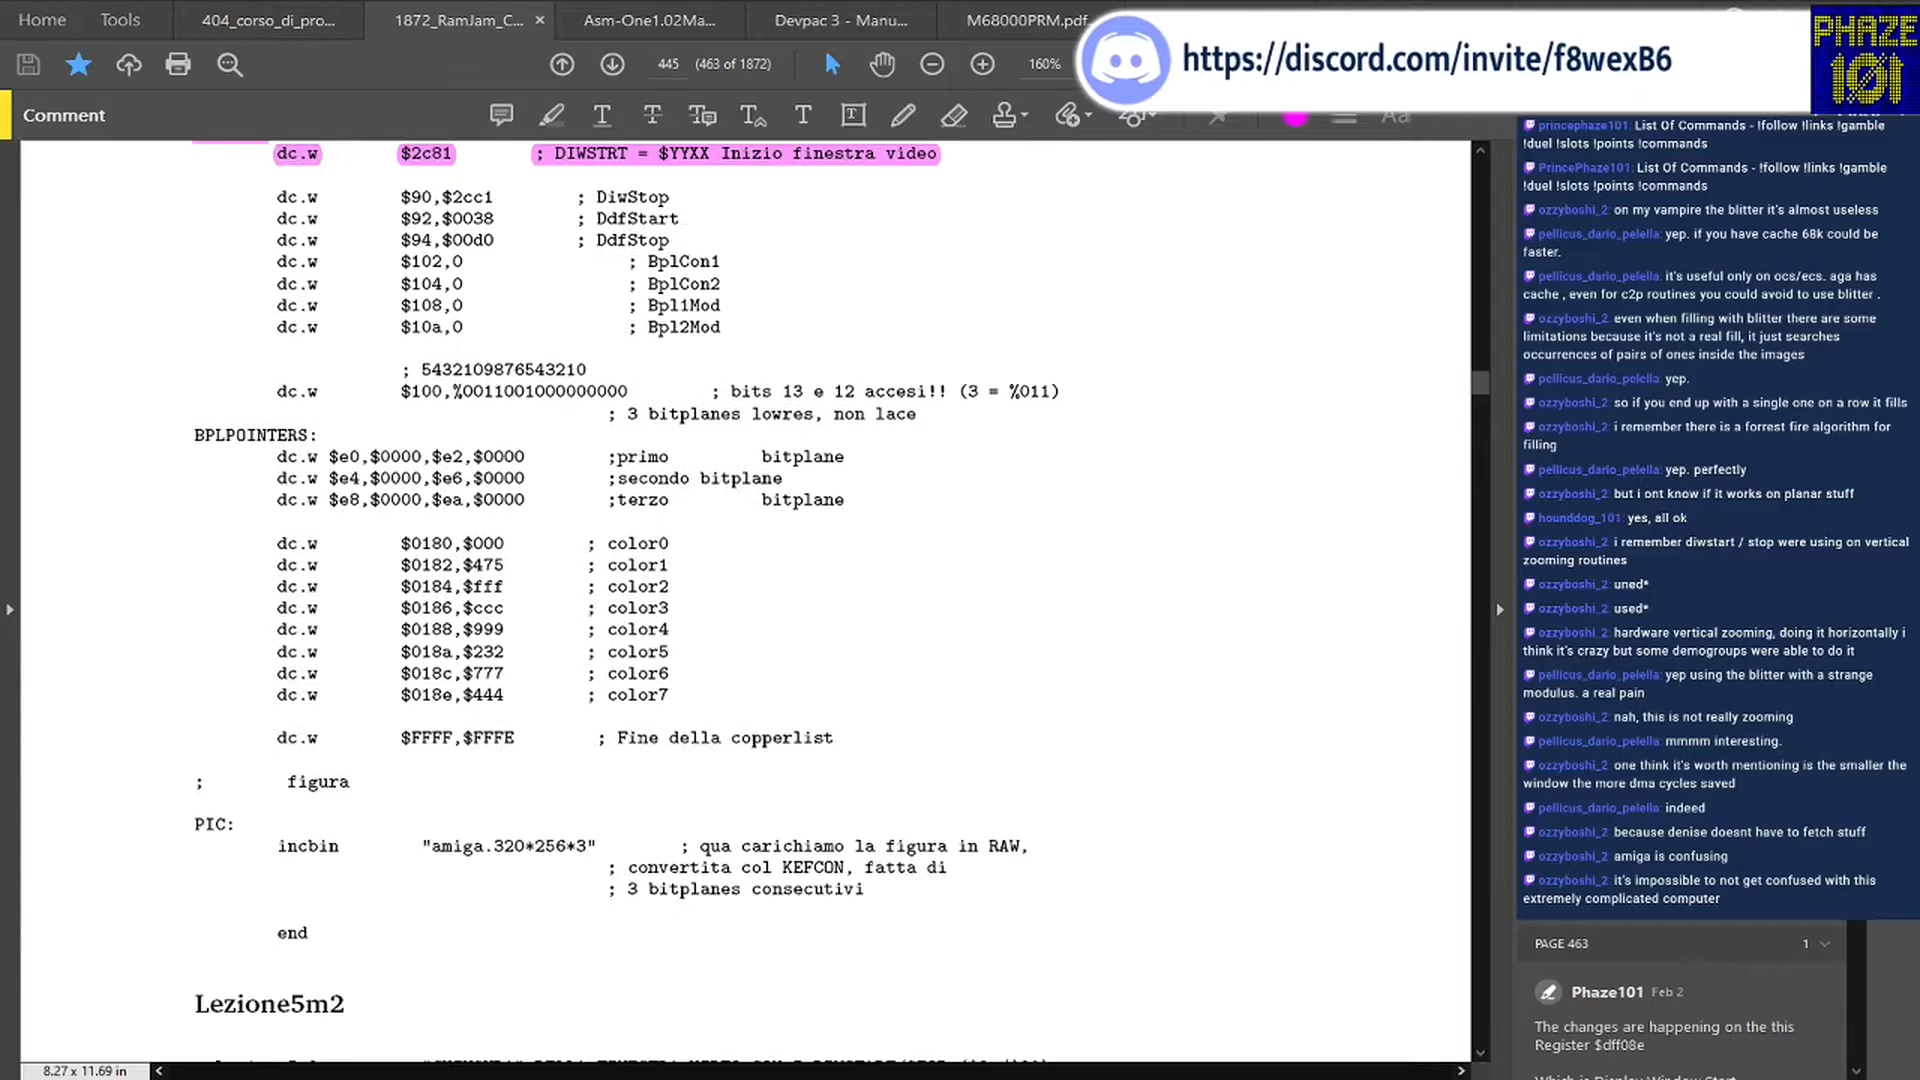 Home
Tools
404_corso_di_pro...
1872_RamJam_C...
Asm-One1.02Ma...
Devpac 3 - Manu...
M68000PRM.pdf
https://discord.com/invite/f8wexB6
PHAZE
101
445
(463 of 1872)
160%
Comment
dc.w $2c81 ; DIWSTRT = $YYXX Inizio finestra video
dc.w $90,$2cc1 ; DiwStop
dc.w $92,$0038 ; DdfStart
dc.w $94,$00d0 ; DdfStop
dc.w $102,0 ; BplCon1
dc.w $104,0 ; BplCon2
dc.w $108,0 ; Bpl1Mod
dc.w $10a,0 ; Bpl2Mod
; 5432109876543210
dc.w $100,%0011001000000000 ; bits 13 e 12 accesi!! (3 = %011)
; 3 bitplanes lowres, non lace
BPLPOINTERS:
dc.w $e0,$0000,$e2,$0000 ;primo bitplane
dc.w $e4,$0000,$e6,$0000 ;secondo bitplane
dc.w $e8,$0000,$ea,$0000 ;terzo bitplane
dc.w $0180,$000 ; color0
dc.w $0182,$475 ; color1
dc.w $0184,$fff ; color2
dc.w $0186,$ccc ; color3
dc.w $0188,$999 ; color4
dc.w $018a,$232 ; color5
dc.w $018c,$777 ; color6
dc.w $018e,$444 ; color7
dc.w $FFFF,$FFFE ; Fine della copperlist
; figura
PIC:
incbin "amiga.320*256*3" ; qua carichiamo la figura in RAW,
; convertita col KEFCON, fatta di
; 3 bitplanes consecutivi
end
Lezione5m2
8.27 x 11.69 in
princephaze101: List Of Commands - !follow !links !gamble
!duel !slots !points !commands
PrincePhaze101: List Of Commands - !follow !links !gamble
!duel !slots !points !commands
ozzyboshi_2: on my vampire the blitter it's almost useless
pellicus_dario_pelella: yep. if you have cache 68k could be
faster.
pellicus_dario_pelella: it's useful only on ocs/ecs. aga has
cache , even for c2p routines you could avoid to use blitter .
ozzyboshi_2: even when filling with blitter there are some
limitations because it's not a real fill, it just searches
occurrences of pairs of ones inside the images
pellicus_dario_pelella: yep.
ozzyboshi_2: so if you end up with a single one on a row it fills
ozzyboshi_2: i remember there is a forrest fire algorithm for
filling
pellicus_dario_pelella: yep. perfectly
ozzyboshi_2: but i ont know if it works on planar stuff
hounddog_101: yes, all ok
ozzyboshi_2: i remember diwstart / stop were using on vertical
zooming routines
ozzyboshi_2: uned*
ozzyboshi_2: used*
ozzyboshi_2: hardware vertical zooming, doing it horizontally i
think it's crazy but some demogroups were able to do it
pellicus_dario_pelella: yep using the blitter with a strange
modulus. a real pain
ozzyboshi_2: nah, this is not really zooming
pellicus_dario_pelella: mmmm interesting.
ozzyboshi_2: one think it's worth mentioning is the smaller the
window the more dma cycles saved
pellicus_dario_pelella: indeed
ozzyboshi_2: because denise doesnt have to fetch stuff
ozzyboshi_2: amiga is confusing
ozzyboshi_2: it's impossible to not get confused with this
extremely complicated computer
PAGE 463
1
Phaze101 Feb 2
The changes are happening on the this
Register $dff08e